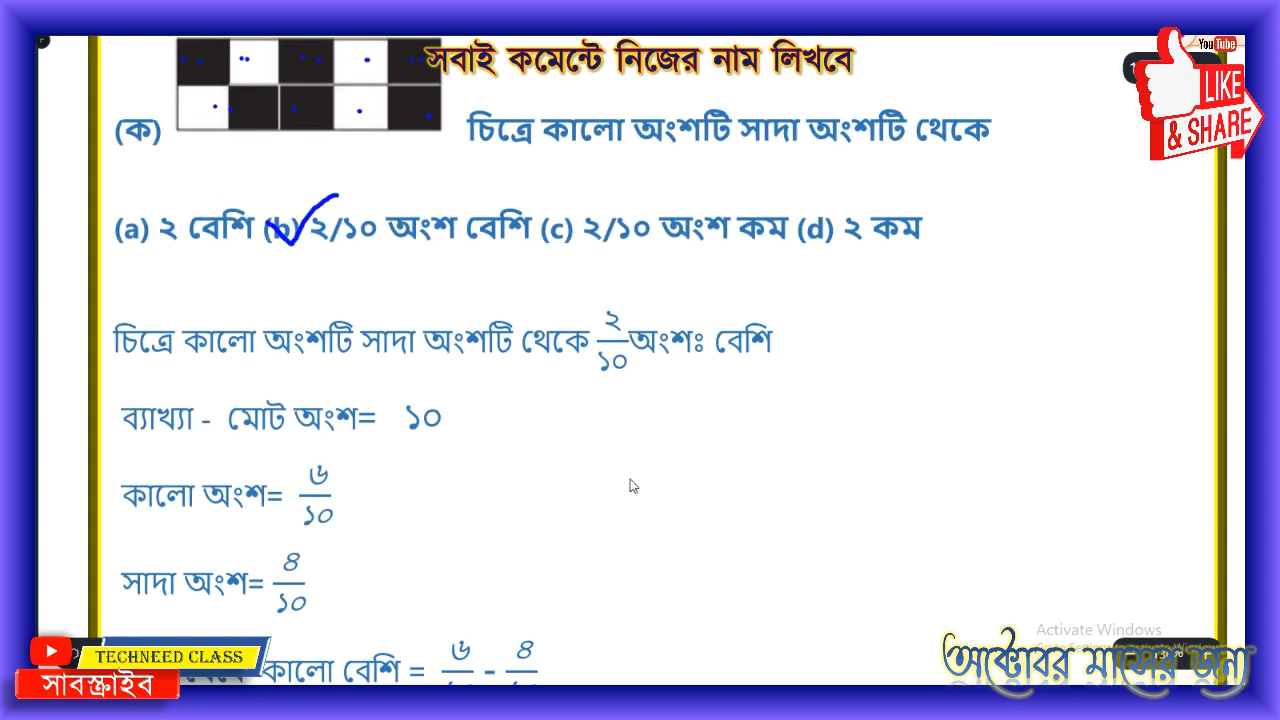 সবাই কমেন্টে নিজের নাম লিখবে
YouTube
LIKE
& SHARE
(ক) চিত্রে কালো অংশটি সাদা অংশটি থেকে
(a) ২ বেশি (b) ২/১০ অংশ বেশি (c) ২/১০ অংশ কম (d) ২ কম
চিত্রে কালো অংশটি সাদা অংশটি থেকে ২/১০ অংশঃ বেশি
ব্যাখ্যা - মোট অংশ= ১০
কালো অংশ= ৬/১০
সাদা অংশ= ৪/১০
Activate Windows
কালো বেশি = ৬ - ৪
TECHNEED CLASS
সাবস্ক্রাইব
অক্টোবর মাসের জন্য